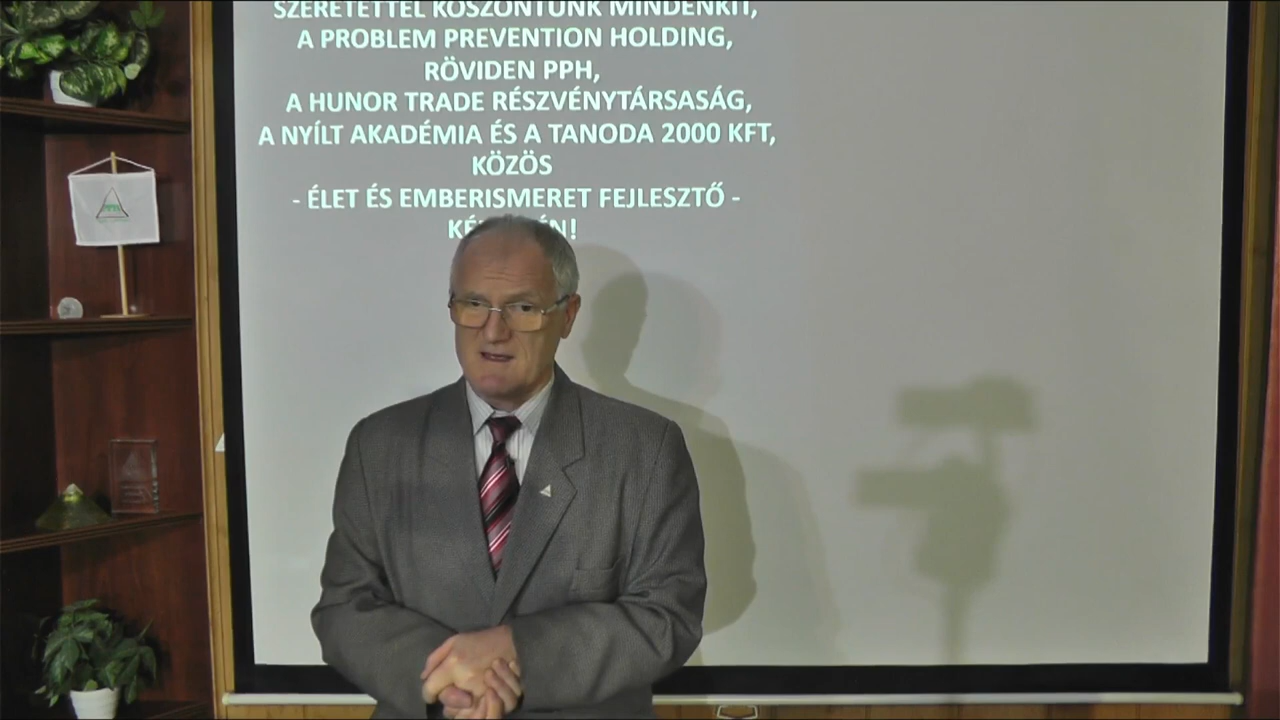 SZERETETTEL KÖSZÖNTÜNK MINDENKIT,
A PROBLEM PREVENTION HOLDING,
RÖVIDEN PPH,
A HUNOR TRADE RÉSZVÉNYTÁRSASÁG,
A NYÍLT AKADÉMIA ÉS A TANODA 2000 KFT,
KÖZÖS
- ÉLET ÉS EMBERISMERET FEJLESZTŐ -